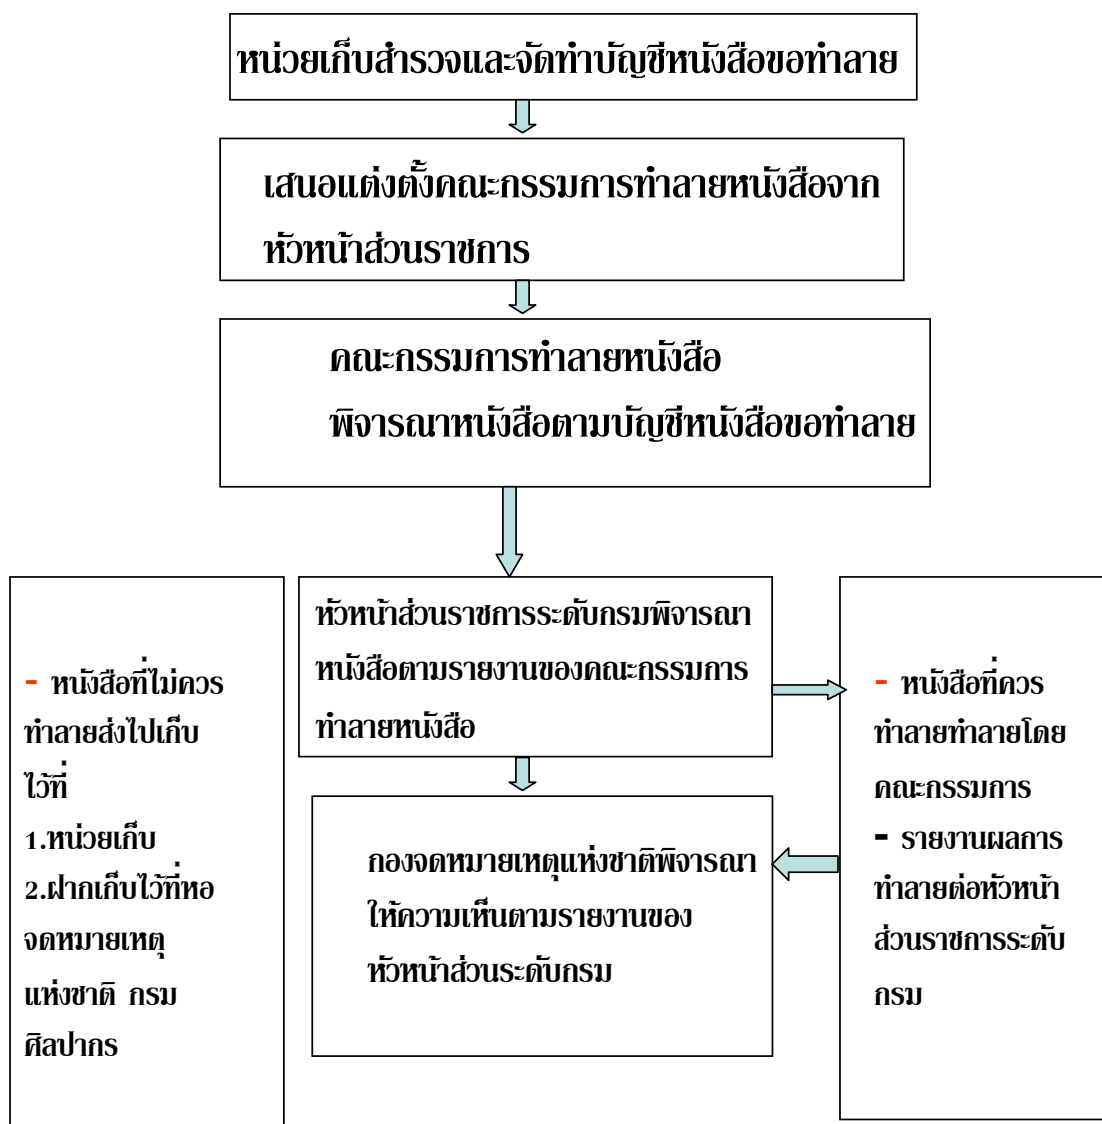 หน่วยเก็บสำรวจและจัดทำบัญชีหนังสือขอทำลาย
เสนอแต่งตั้งคณะกรรมการทำลายหนังสือจาก
หัวหน้าส่วนราชการ
คณะกรรมการทำลายหนังสือ
พิจารณาหนังสือตามบัญชีหนังสือขอทำลาย
- หนังสือที่ไม่ควร
ทำลายส่งไปเก็บ
ไว้ที่
1.หน่วยเก็บ
2.ฝากเก็บไว้ที่หอ
จดหมายเหตุ
แห่งชาติ กรม
ศิลปากร
หัวหน้าส่วนราชการระดับกรมพิจารณา
หนังสือตามรายงานของคณะกรรมการ
ทำลายหนังสือ
กองจดหมายเหตุแห่งชาติพิจารณา
ให้ความเห็นตามรายงานของ
หัวหน้าส่วนระดับกรม
- หนังสือที่ควร
ทำลายทำลายโดย
คณะกรรมการ
- รายงานผลการ
ทำลายต่อหัวหน้า
ส่วนราชการระดับ
กรม